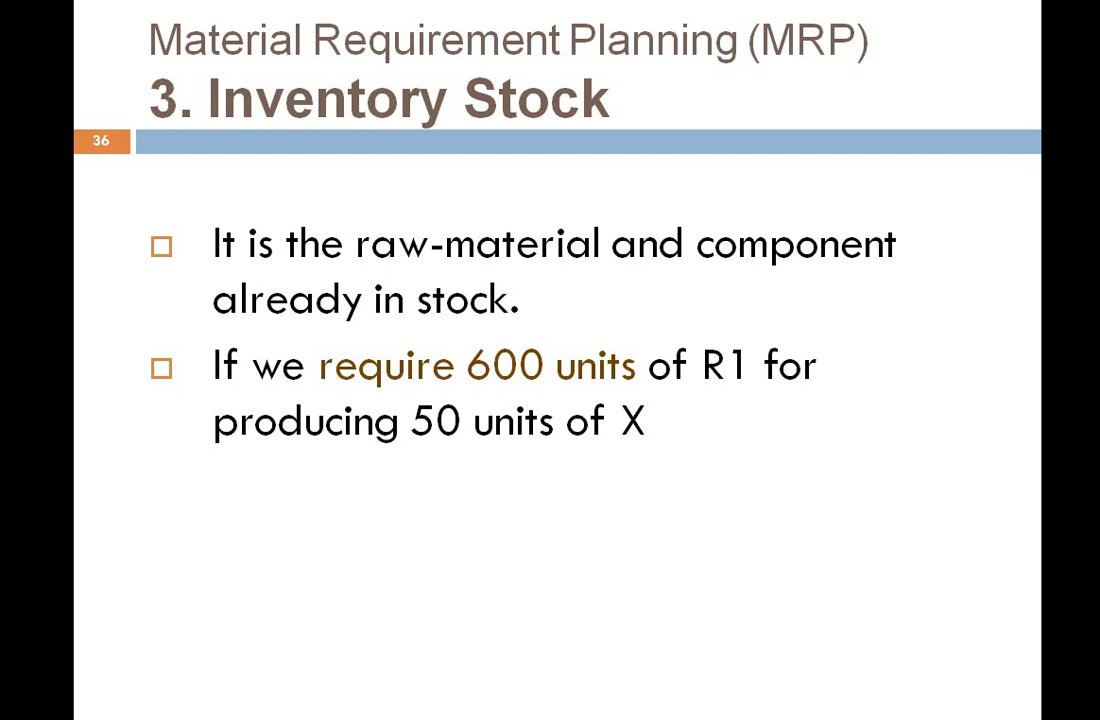 Material Requirement Planning (MRP)
3. Inventory Stock
36
It is the raw-material and component
already in stock.
If we require 600 units of R1 for
producing 50 units of X